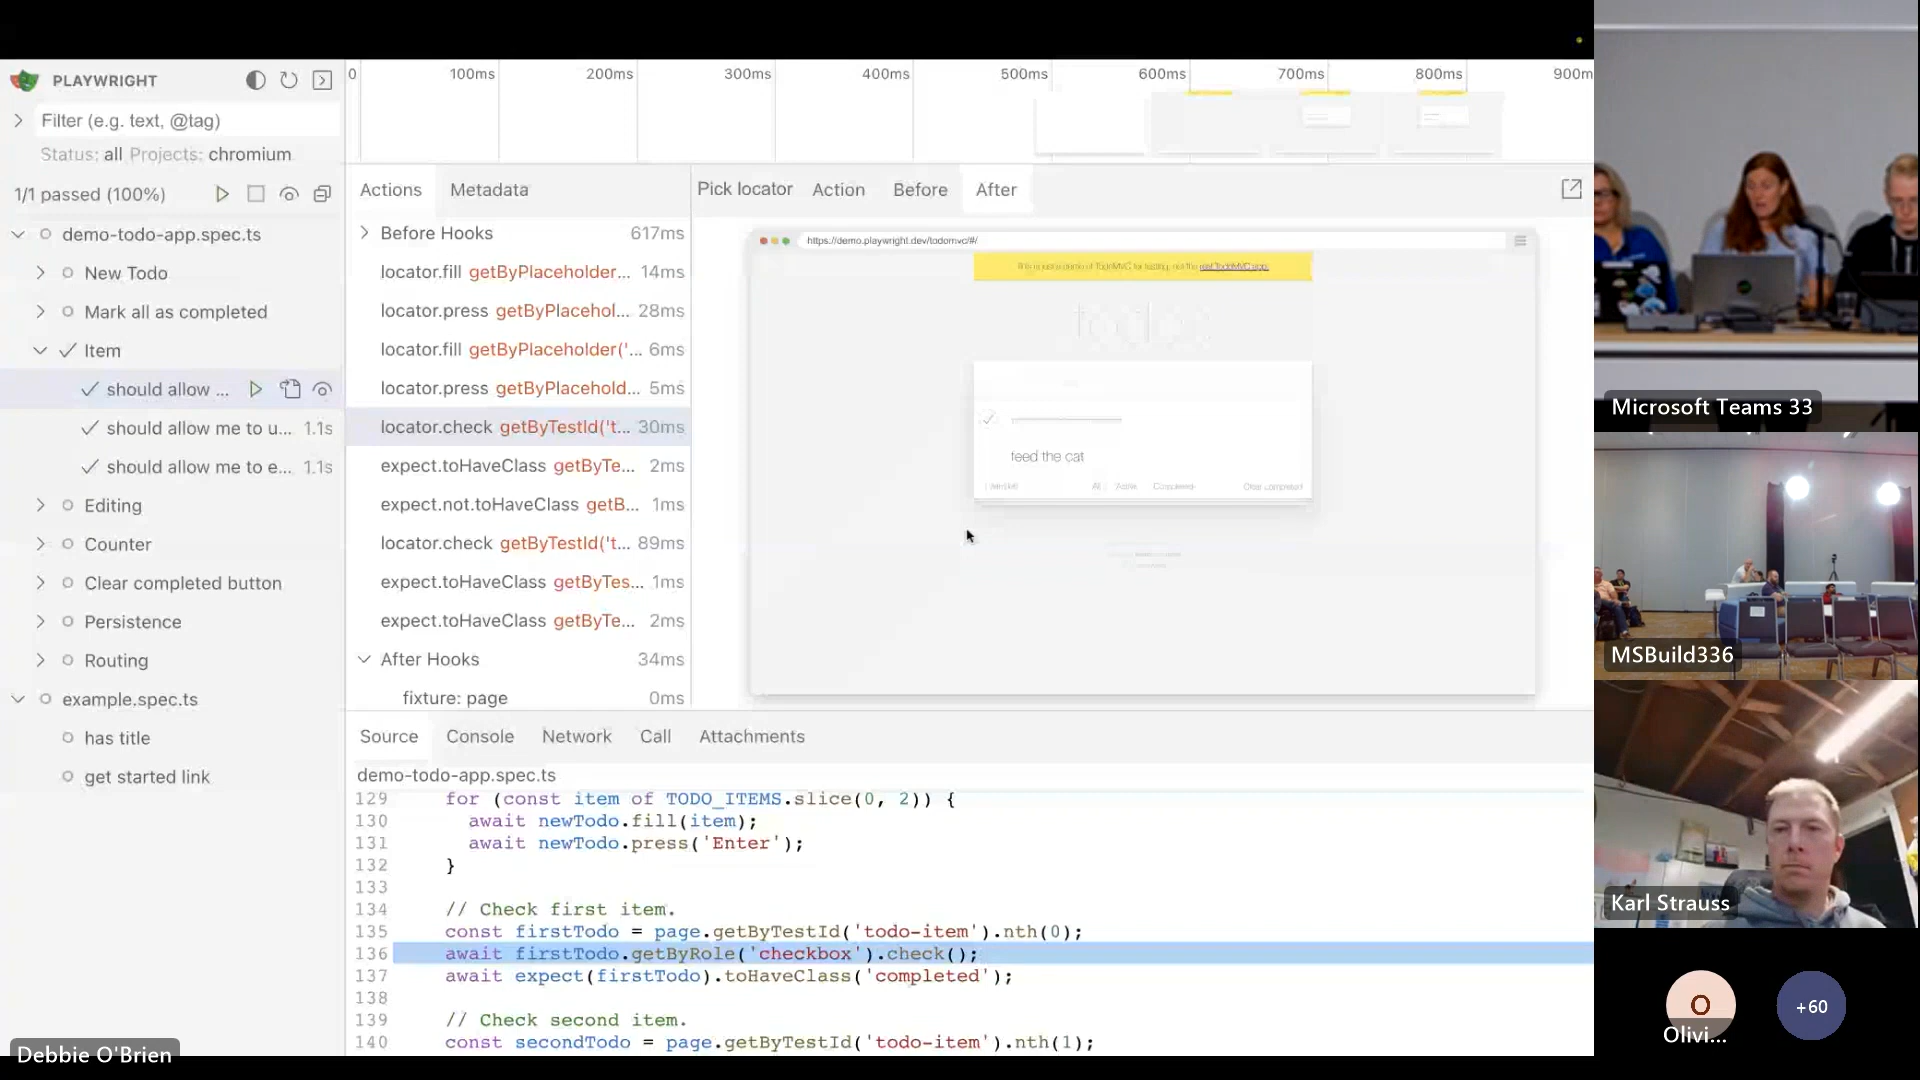 PLAYWRIGHT
Filter (e.g. text, @tag)
Status: all Projects: chromium
1/1 passed (100%)
demo-todo-app.spec.ts
New Todo
Mark all as completed
Item
should allow ...
should allow me to u... 1.1s
should allow me to e... 1.1s
Editing
Counter
Clear completed button
Persistence
Routing
example.spec.ts
has title
get started link
0 100ms 200ms 300ms 400ms 500ms 600ms 700ms 800ms 900m
Actions Metadata
Before Hooks 617ms
locator.fill getByPlaceholder... 14ms
locator.press getByPlacehol... 28ms
locator.fill getByPlaceholder('... 6ms
locator.press getByPlacehold... 5ms
locator.check getByTestId('t... 30ms
expect.toHaveClass getByTe... 2ms
expect.not.toHaveClass getB... 1ms
locator.check getByTestId('t... 89ms
expect.toHaveClass getByTes... 1ms
expect.toHaveClass getByTe... 2ms
After Hooks 34ms
fixture: page 0ms
Pick locator Action Before After
https://demo.playwright.dev/todomvc/#/
todos
feed the cat
All Active Completed Clear completed
Source Console Network Call Attachments
demo-todo-app.spec.ts
129 for (const item of TODO_ITEMS.slice(0, 2)) {
130 await newTodo.fill(item);
131 await newTodo.press('Enter');
132 }
133
134 // Check first item.
135 const firstTodo = page.getByTestId('todo-item').nth(0);
136 await firstTodo.getByRole('checkbox').check();
137 await expect(firstTodo).toHaveClass('completed');
138
139 // Check second item.
140 const secondTodo = page.getByTestId('todo-item').nth(1);
Debbie O'Brien
Microsoft Teams 33
MSBuild336
Karl Strauss
O
Olivi...
+60